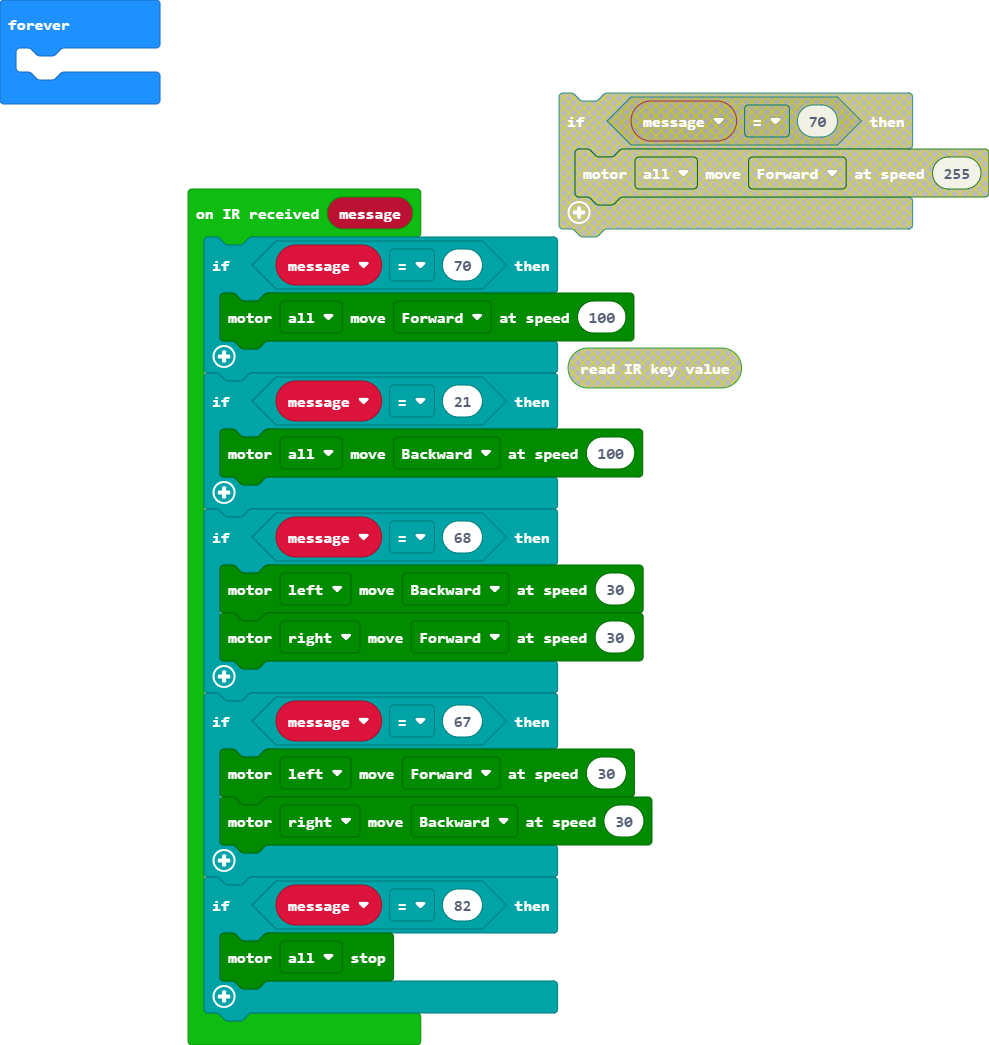 forever
if message = 70 then
motor all move Forward at speed 255
on IR received message
if message = 70 then
motor all move Forward at speed 100
read IR key value
if message = 21 then
motor all move Backward at speed 100
if message = 68 then
motor left move Backward at speed 30
motor right move Forward at speed 30
if message = 67 then
motor left move Forward at speed 30
motor right move Backward at speed 30
if message = 82 then
motor all stop